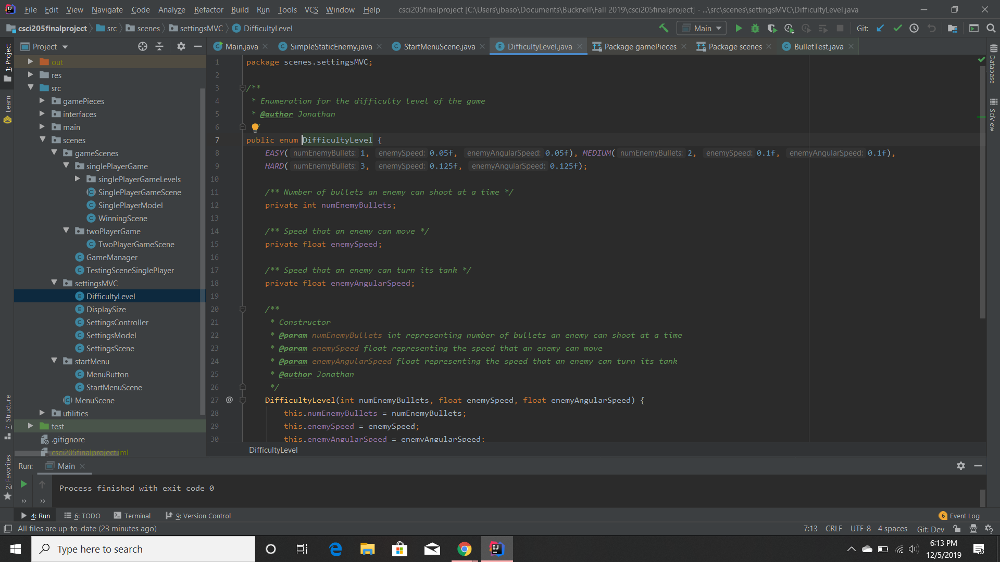 File Edit View Navigate Code Analyze Refactor Build Run Tools VCS Window Help csci205finalproject [C:\Users\jbaso\Documents\Bucknell\Fall 2019\csci205finalproject] - ...\src\scenes\settingsMVC\DifficultyLevel.java
csci205finalproject src scenes settingsMVC DifficultyLevel Main Git:
Project Main.java SimpleStaticEnemy.java StartMenuScene.java DifficultyLevel.java Package gamePieces Package scenes BulletTest.java
1: Project
Learn
7: Structure
2: Favorites
out
res
src
gamePieces
interfaces
main
scenes
gameScenes
singlePlayerGame
singlePlayerGameLevels
SinglePlayerGameScene
SinglePlayerModel
WinningScene
twoPlayerGame
TwoPlayerGameScene
GameManager
TestingSceneSinglePlayer
settingsMVC
DifficultyLevel
DisplaySize
SettingsController
SettingsModel
SettingsScene
startMenu
MenuButton
StartMenuScene
MenuScene
utilities
test
.gitignore
csci205finalproject.iml
1 package scenes.settingsMVC;
2
3 /**
4 * Enumeration for the difficulty level of the game
5 * @author Jonathan
6 */
7 public enum DifficultyLevel {
8 EASY( numEnemyBullets: 1, enemySpeed: 0.05f, enemyAngularSpeed: 0.05f), MEDIUM( numEnemyBullets: 2, enemySpeed: 0.1f, enemyAngularSpeed: 0.1f),
9 HARD( numEnemyBullets: 3, enemySpeed: 0.125f, enemyAngularSpeed: 0.125f);
10
11 /** Number of bullets an enemy can shoot at a time */
12 private int numEnemyBullets;
13
14 /** Speed that an enemy can move */
15 private float enemySpeed;
16
17 /** Speed that an enemy can turn its tank */
18 private float enemyAngularSpeed;
19
20 /**
21 * Constructor
22 * @param numEnemyBullets int representing number of bullets an enemy can shoot at a time
23 * @param enemySpeed float representing the speed that an enemy can move
24 * @param enemyAngularSpeed float representing the speed that an enemy can turn its tank
25 * @author Jonathan
26 */
27 @ DifficultyLevel(int numEnemyBullets, float enemySpeed, float enemyAngularSpeed) {
28 this.numEnemyBullets = numEnemyBullets;
29 this.enemySpeed = enemySpeed;
30 this.enemyAngularSpeed = enemyAngularSpeed;
DifficultyLevel
Database
SciView
Run: Main
Process finished with exit code 0
4: Run 6: TODO Terminal 9: Version Control 6 Event Log
All files are up-to-date (23 minutes ago) 7:13 CRLF UTF-8 4 spaces Git: Dev
Type here to search 6:13 PM
12/5/2019